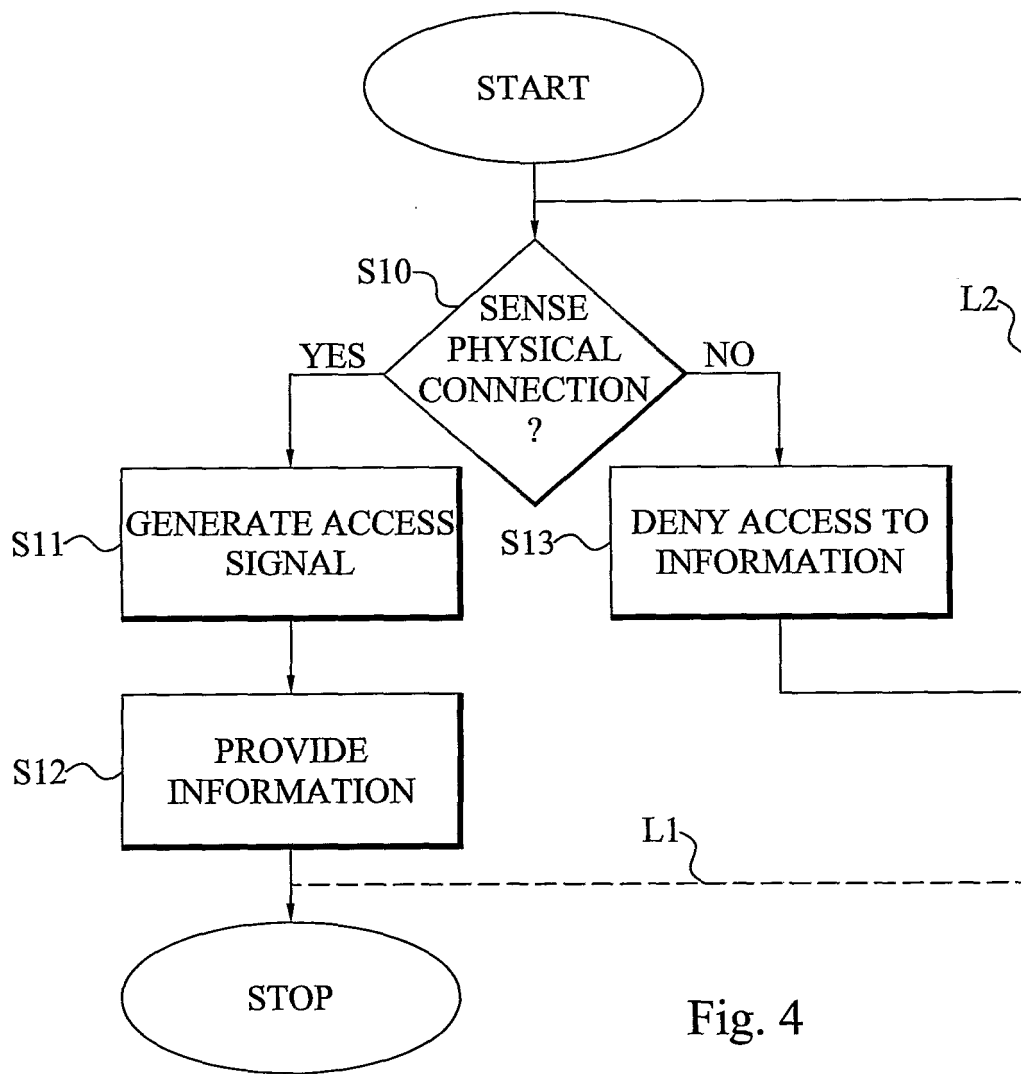 START
S10
SENSE
PHYSICAL
CONNECTION
?
YES
NO
L2
S11
GENERATE ACCESS
SIGNAL
S13
DENY ACCESS TO
INFORMATION
S12
PROVIDE
INFORMATION
L1
STOP
Fig. 4